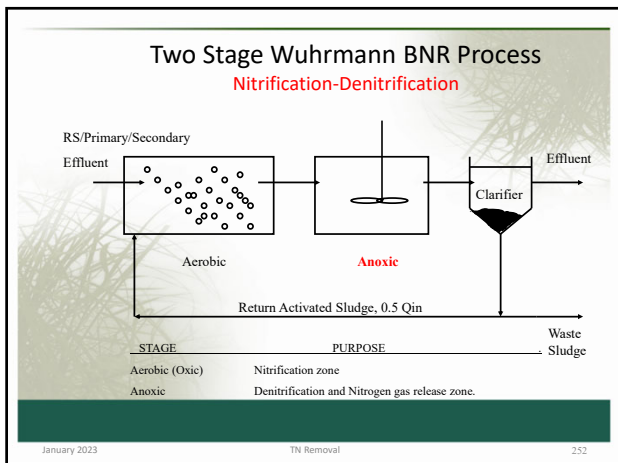 Two Stage Wuhrmann BNR Process
Nitrification-Denitrification
RS/Primary/Secondary
Effluent
Effluent
Clarifier
Aerobic
Anoxic
Return Activated Sludge, 0.5 Qin
Waste
Sludge
STAGE PURPOSE .
Aerobic (Oxic) Nitrification zone
Anoxic Denitrification and Nitrogen gas release zone.
January 2023 TN Removal 252